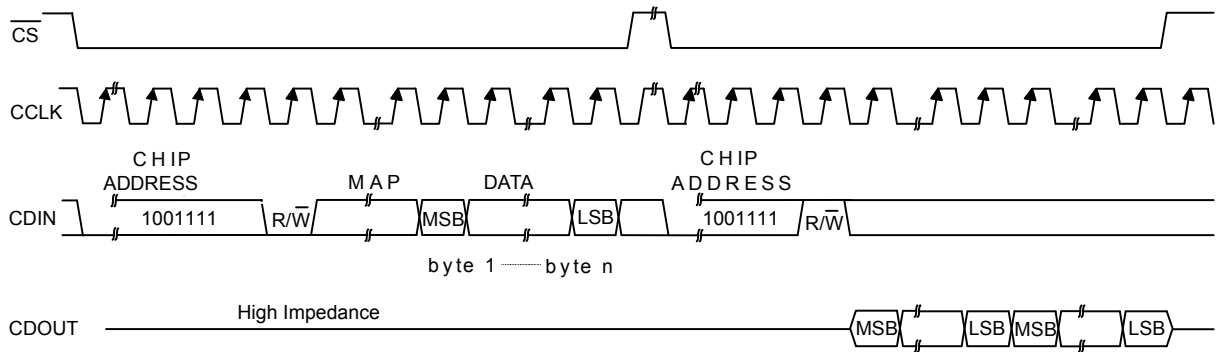 C̅S̅
CCLK
CHIP
ADDRESS
MAP
DATA
CHIP
ADDRESS
CDIN
1001111
R/W̅
MSB
LSB
1001111
R/W̅
byte 1 ........ byte n
High Impedance
CDOUT
MSB
LSB
MSB
LSB